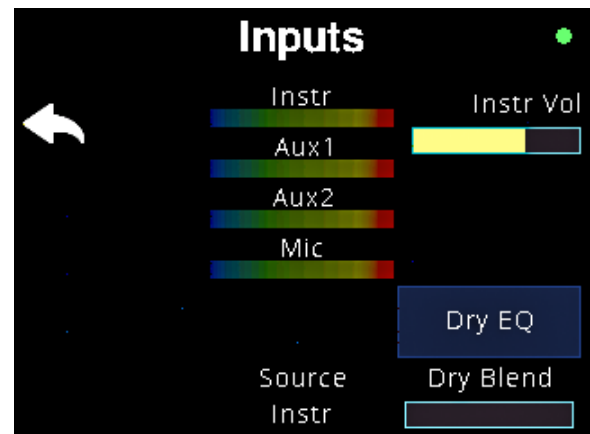 Inputs
Instr
Instr Vol
Aux1
Aux2
Mic
Dry EQ
Source
Dry Blend
Instr